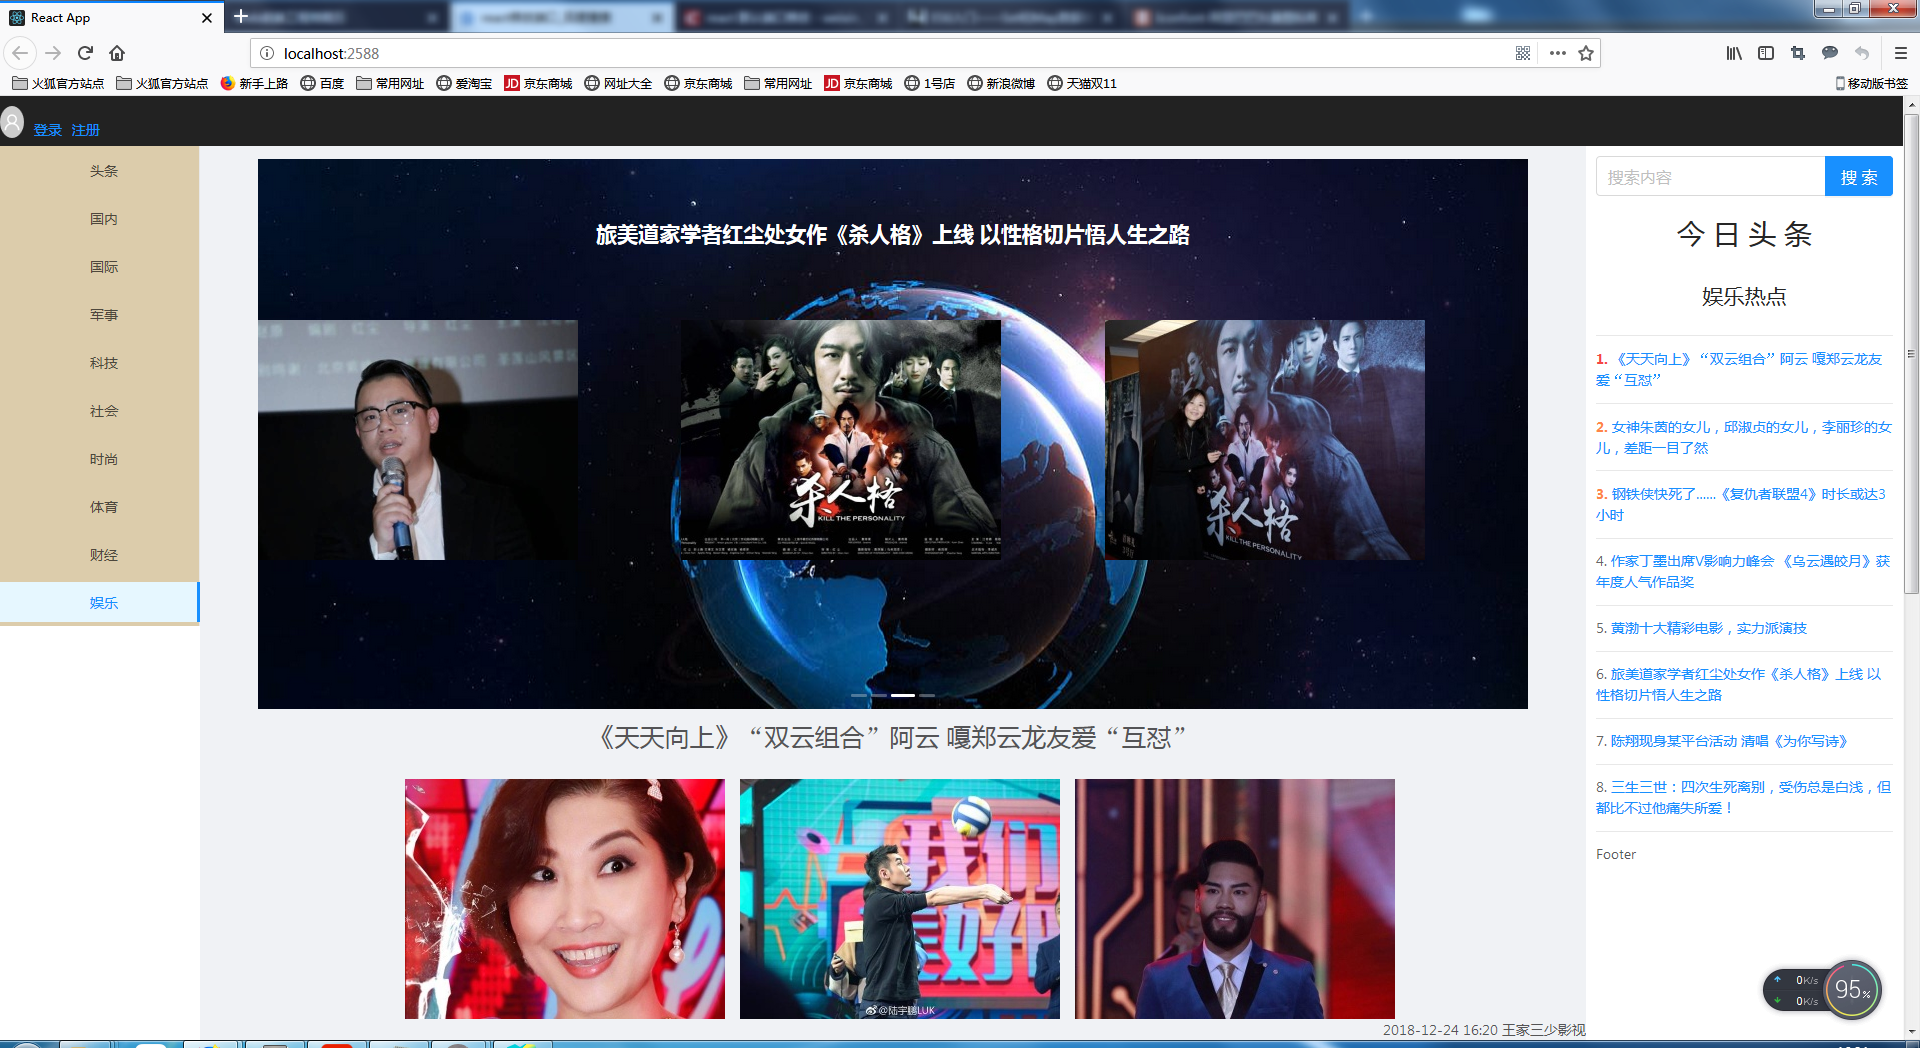 React App
localhost:2588
火狐官方站点 火狐官方站点 新手上路 百度 常用网址 爱淘宝 JD 京东商城 网址大全 京东商城 常用网址 JD 京东商城 1号店 新浪微博 天猫双11 移动版书签
登录 注册
头条
国内
国际
军事
科技
社会
时尚
体育
财经
娱乐
旅美道家学者红尘处女作《杀人格》上线 以性格切片悟人生之路
杀人格
KILL THE PERSONALITY
杀人格
KILL THE PERSONALITY
《天天向上》“双云组合”阿云 嘎郑云龙友爱“互怼”
我们
美好
@陆宇鹏LUK
2018-12-24 16:20 王家三少影视
搜索内容
搜 索
今日头条
娱乐热点
1. 《天天向上》“双云组合”阿云 嘎郑云龙友
爱“互怼”
2. 女神朱茵的女儿，邱淑贞的女儿，李丽珍的女
儿，差距一目了然
3. 钢铁侠快死了……《复仇者联盟4》时长或达3
小时
4. 作家丁墨出席V影响力峰会 《乌云遇皎月》获
年度人气作品奖
5. 黄渤十大精彩电影，实力派演技
6. 旅美道家学者红尘处女作《杀人格》上线 以
性格切片悟人生之路
7. 陈翔现身某平台活动 清唱《为你写诗》
8. 三生三世：四次生死离别，受伤总是白浅，但
都比不过他痛失所爱！
Footer
0K/s
0K/s
95%